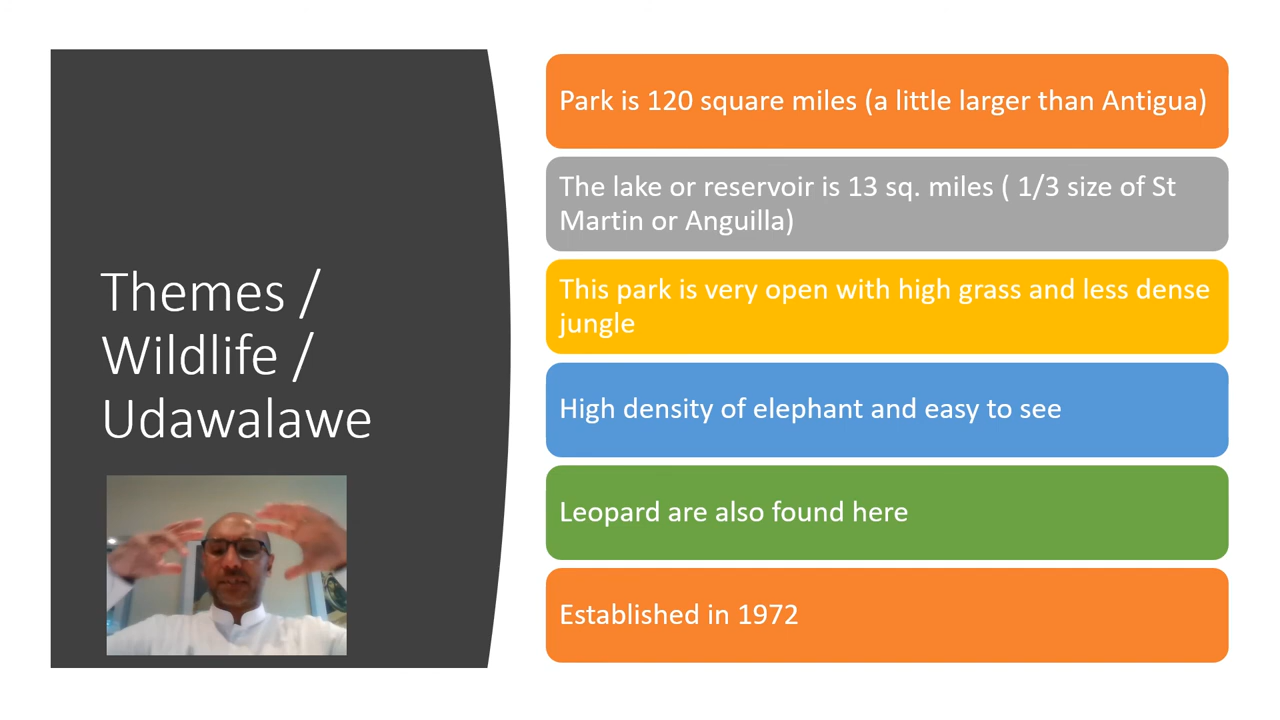 Themes /
Wildlife /
Udawalawe
Park is 120 square miles (a little larger than Antigua)
The lake or reservoir is 13 sq. miles ( 1/3 size of St
Martin or Anguilla)
This park is very open with high grass and less dense
jungle
High density of elephant and easy to see
Leopard are also found here
Established in 1972